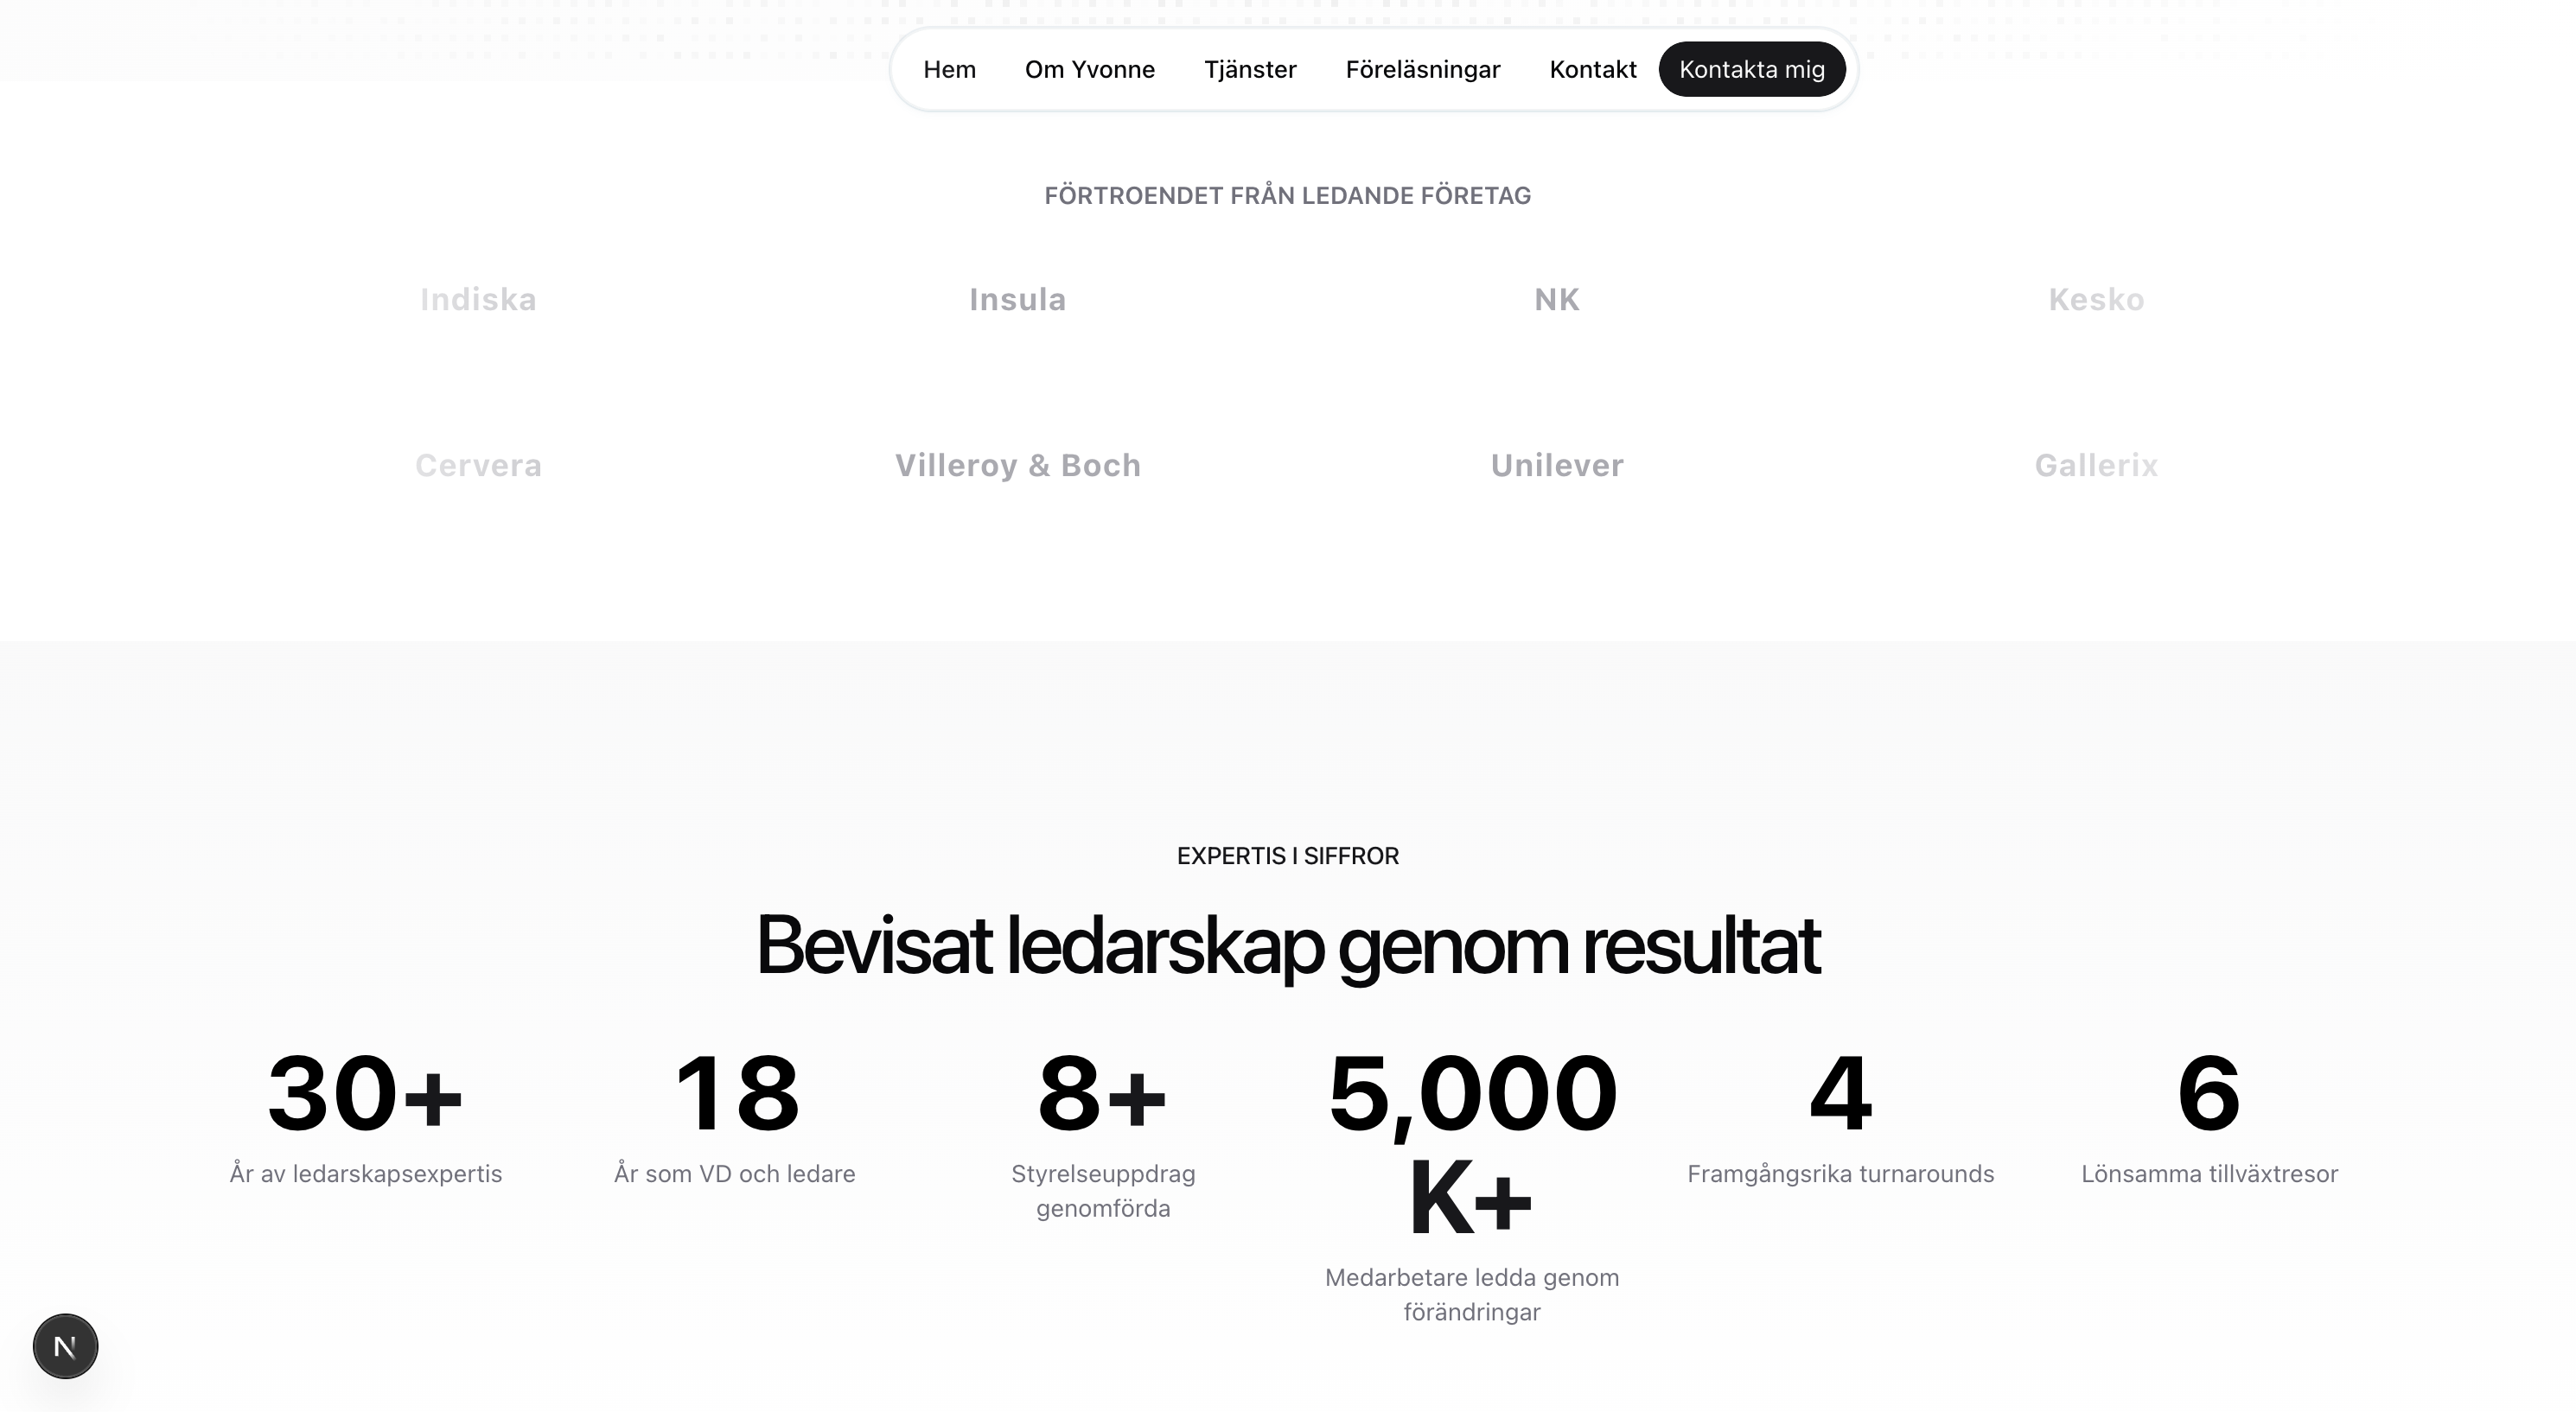 Hem Om Yvonne Tjänster Föreläsningar Kontakt Kontakta mig
FÖRTROENDET FRÅN LEDANDE FÖRETAG
Indiska Insula NK Kesko
Cervera Villeroy & Boch Unilever Gallerix
EXPERTIS I SIFFROR
Bevisat ledarskap genom resultat
30+
År av ledarskapsexpertis
18
År som VD och ledare
8+
Styrelseuppdrag
genomförda
5,000
K+
Medarbetare ledda genom
förändringar
4
Framgångsrika turnarounds
6
Lönsamma tillväxtresor
N